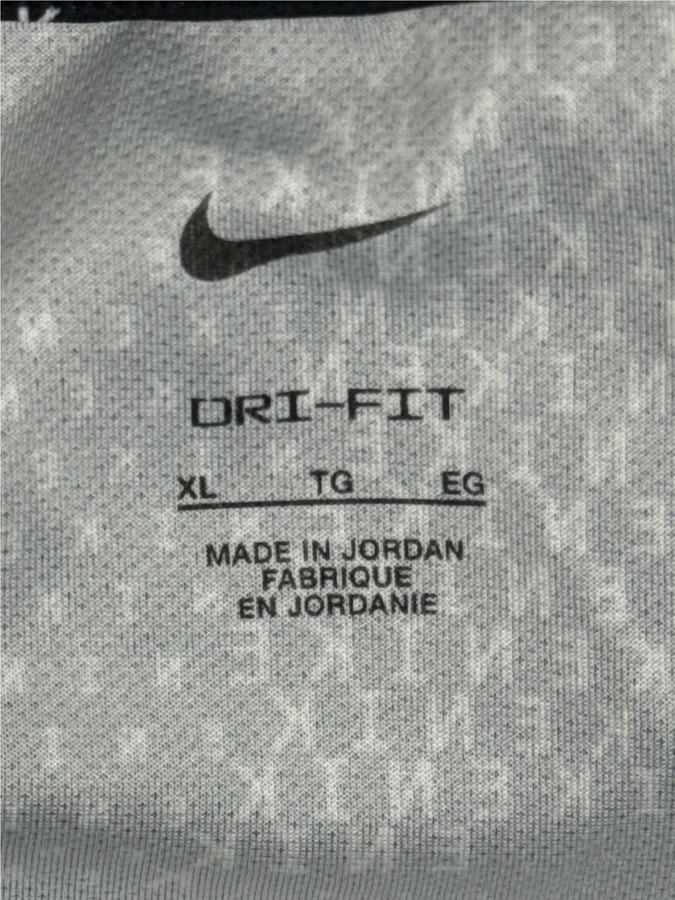 DRI-FIT
XL TG EG
MADE IN JORDAN
FABRIQUE
EN JORDANIE